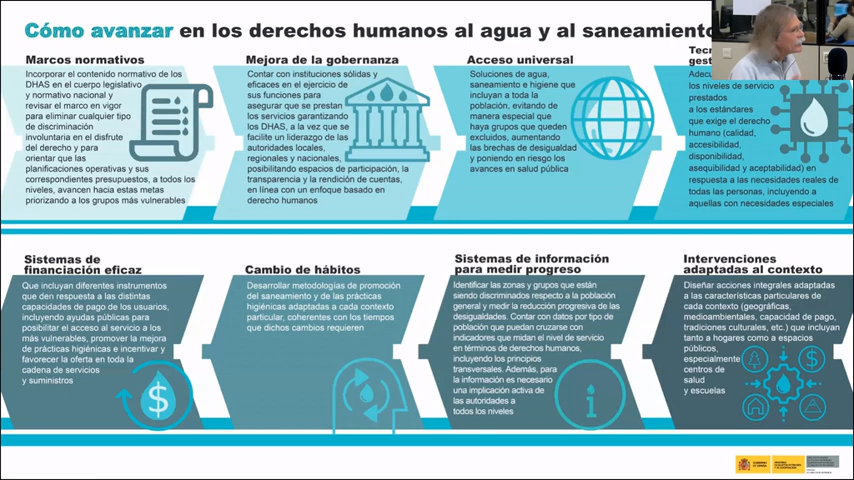 Cómo avanzar en los derechos humanos al agua y al saneamiento
Marcos normativos
Incorporar el contenido normativo de los
DHAS en el cuerpo legislativo
y normativo nacional y
revisar el marco en vigor
para eliminar cualquier tipo
de discriminación
involuntaria en el disfrute
del derecho y para
orientar que las
planificaciones operativas y sus
correspondientes presupuestos, a todos los
niveles, avancen hacia estas metas
priorizando a los grupos más vulnerables
Mejora de la gobernanza
Contar con instituciones sólidas y
eficaces en el ejercicio de
sus funciones para
asegurar que se prestan
los servicios garantizando
los DHAS, a la vez que se
facilite un liderazgo de las
autoridades locales,
regionales y nacionales,
posibilitando espacios de participación, la
transparencia y la rendición de cuentas,
en línea con un enfoque basado en
derecho humanos
Acceso universal
Soluciones de agua,
saneamiento e higiene que
incluyan a toda la
población, evitando de
manera especial que
haya grupos que queden
excluidos, aumentando
las brechas de desigualdad
y poniendo en riesgo los
avances en salud pública
los niveles de servicio
prestados
a los estándares
que exige el derecho
humano (calidad,
accesibilidad,
disponibilidad,
asequibilidad y aceptabilidad) en
respuesta a las necesidades reales de
todas las personas, incluyendo a
aquellas con necesidades especiales
Sistemas de
financiación eficaz
Que incluyan diferentes instrumentos
que den respuesta a las distintas
capacidades de pago de los usuarios,
incluyendo ayudas públicas para
posibilitar el acceso al servicio a los
más vulnerables, promover la mejora
de prácticas higiénicas e incentivar y
favorecer la oferta en toda la
cadena de servicios
y suministros
Cambio de hábitos
Desarrollar metodologías de promoción
del saneamiento y de las prácticas
higiénicas adaptadas a cada contexto
particular, coherentes con los tiempos
que dichos cambios requieren
Sistemas de información
para medir progreso
Identificar las zonas y grupos que están
siendo discriminados respecto a la población
general y medir la reducción progresiva de las
desigualdades. Contar con datos por tipo de
población que puedan cruzarse con
indicadores que midan el nivel de servicio
en términos de derechos humanos,
incluyendo los principios
transversales. Además, para
la información es necesario
una implicación activa de
las autoridades a
todos los niveles
Intervenciones
adaptadas al contexto
Diseñar acciones integrales adaptadas
a las características particulares de
cada contexto (geográficas,
medioambientales, capacidad de pago,
tradiciones culturales, etc.) que incluyan
tanto a hogares como a espacios
públicos,
especialmente
centros de
salud
y escuelas